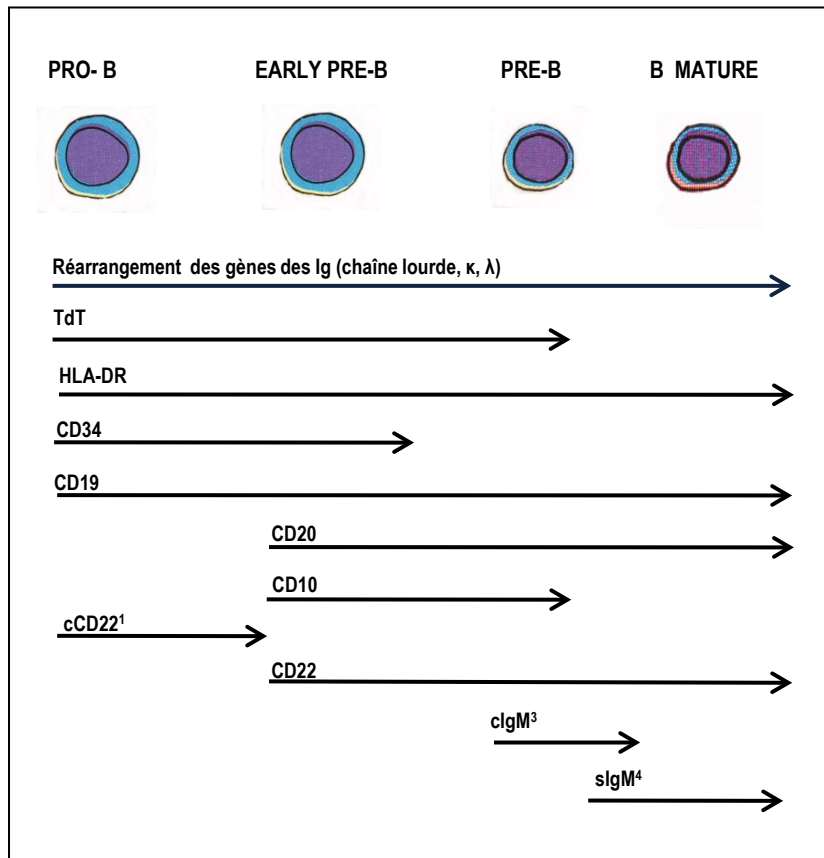 PRO- B EARLY PRE-B PRE-B B MATURE
Réarrangement des gènes des Ig (chaîne lourde, κ, λ)
TdT
HLA-DR
CD34
CD19
CD20
CD10
cCD22¹
CD22
cIgM³
sIgM⁴